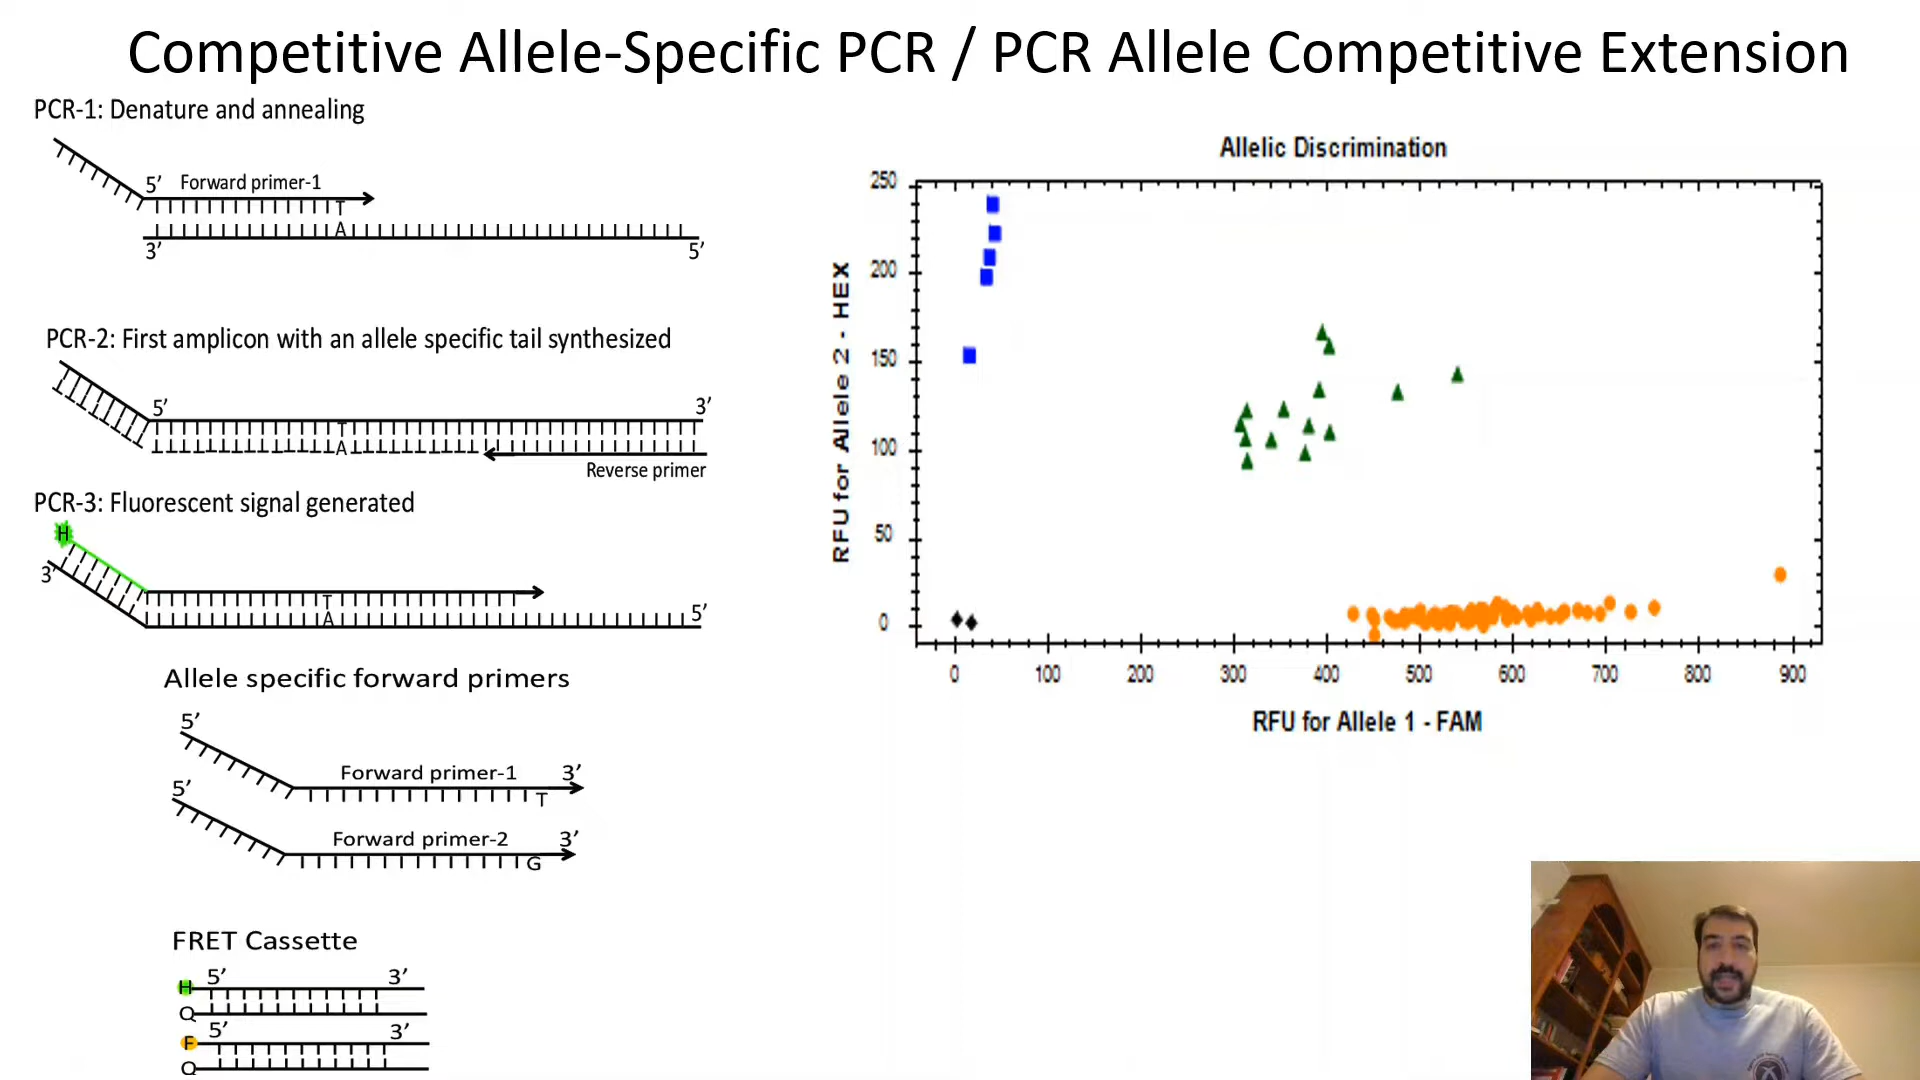 Competitive Allele-Specific PCR / PCR Allele Competitive Extension
PCR-1: Denature and annealing
5’ Forward primer-1
T
A
3’ 5’
PCR-2: First amplicon with an allele specific tail synthesized
5’ 3’
T
A
Reverse primer
PCR-3: Fluorescent signal generated
H
3’
T
A
5’
Allele specific forward primers
5’
Forward primer-1 3’
T
5’
Forward primer-2 3’
G
FRET Cassette
H 5’ 3’
Q
F 5’ 3’
Q
Allelic Discrimination
RFU for Allele 2 - HEX
250
200
150
100
50
0
0 100 200 300 400 500 600 700 800 900
RFU for Allele 1 - FAM